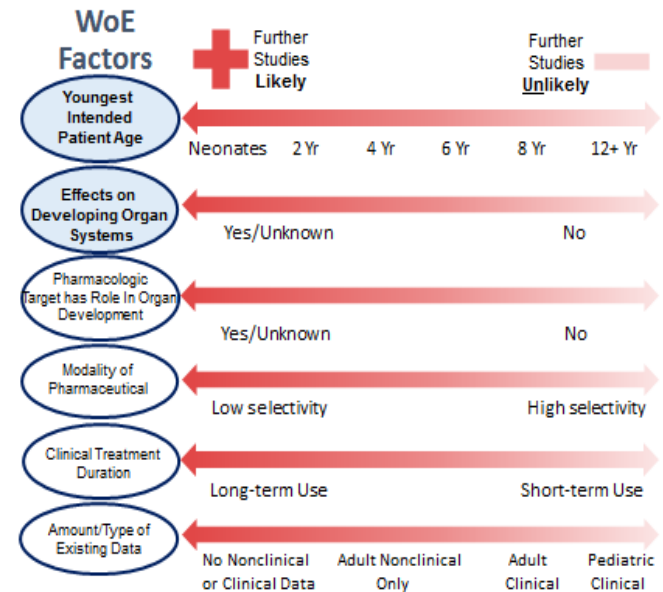 WoE
Factors
Further
Studies
Likely
Further
Studies
Unlikely
Youngest
Intended
Patient Age
Neonates 2 Yr 4 Yr 6 Yr 8 Yr 12+ Yr
Effects on
Developing Organ
Systems
Yes/Unknown No
Pharmacologic
Target has Role In Organ
Development
Yes/Unknown No
Modality of
Pharmaceutical
Low selectivity High selectivity
Clinical Treatment
Duration
Long-term Use Short-term Use
Amount/Type of
Existing Data
No Nonclinical
or Clinical Data
Adult Nonclinical
Only
Adult
Clinical
Pediatric
Clinical